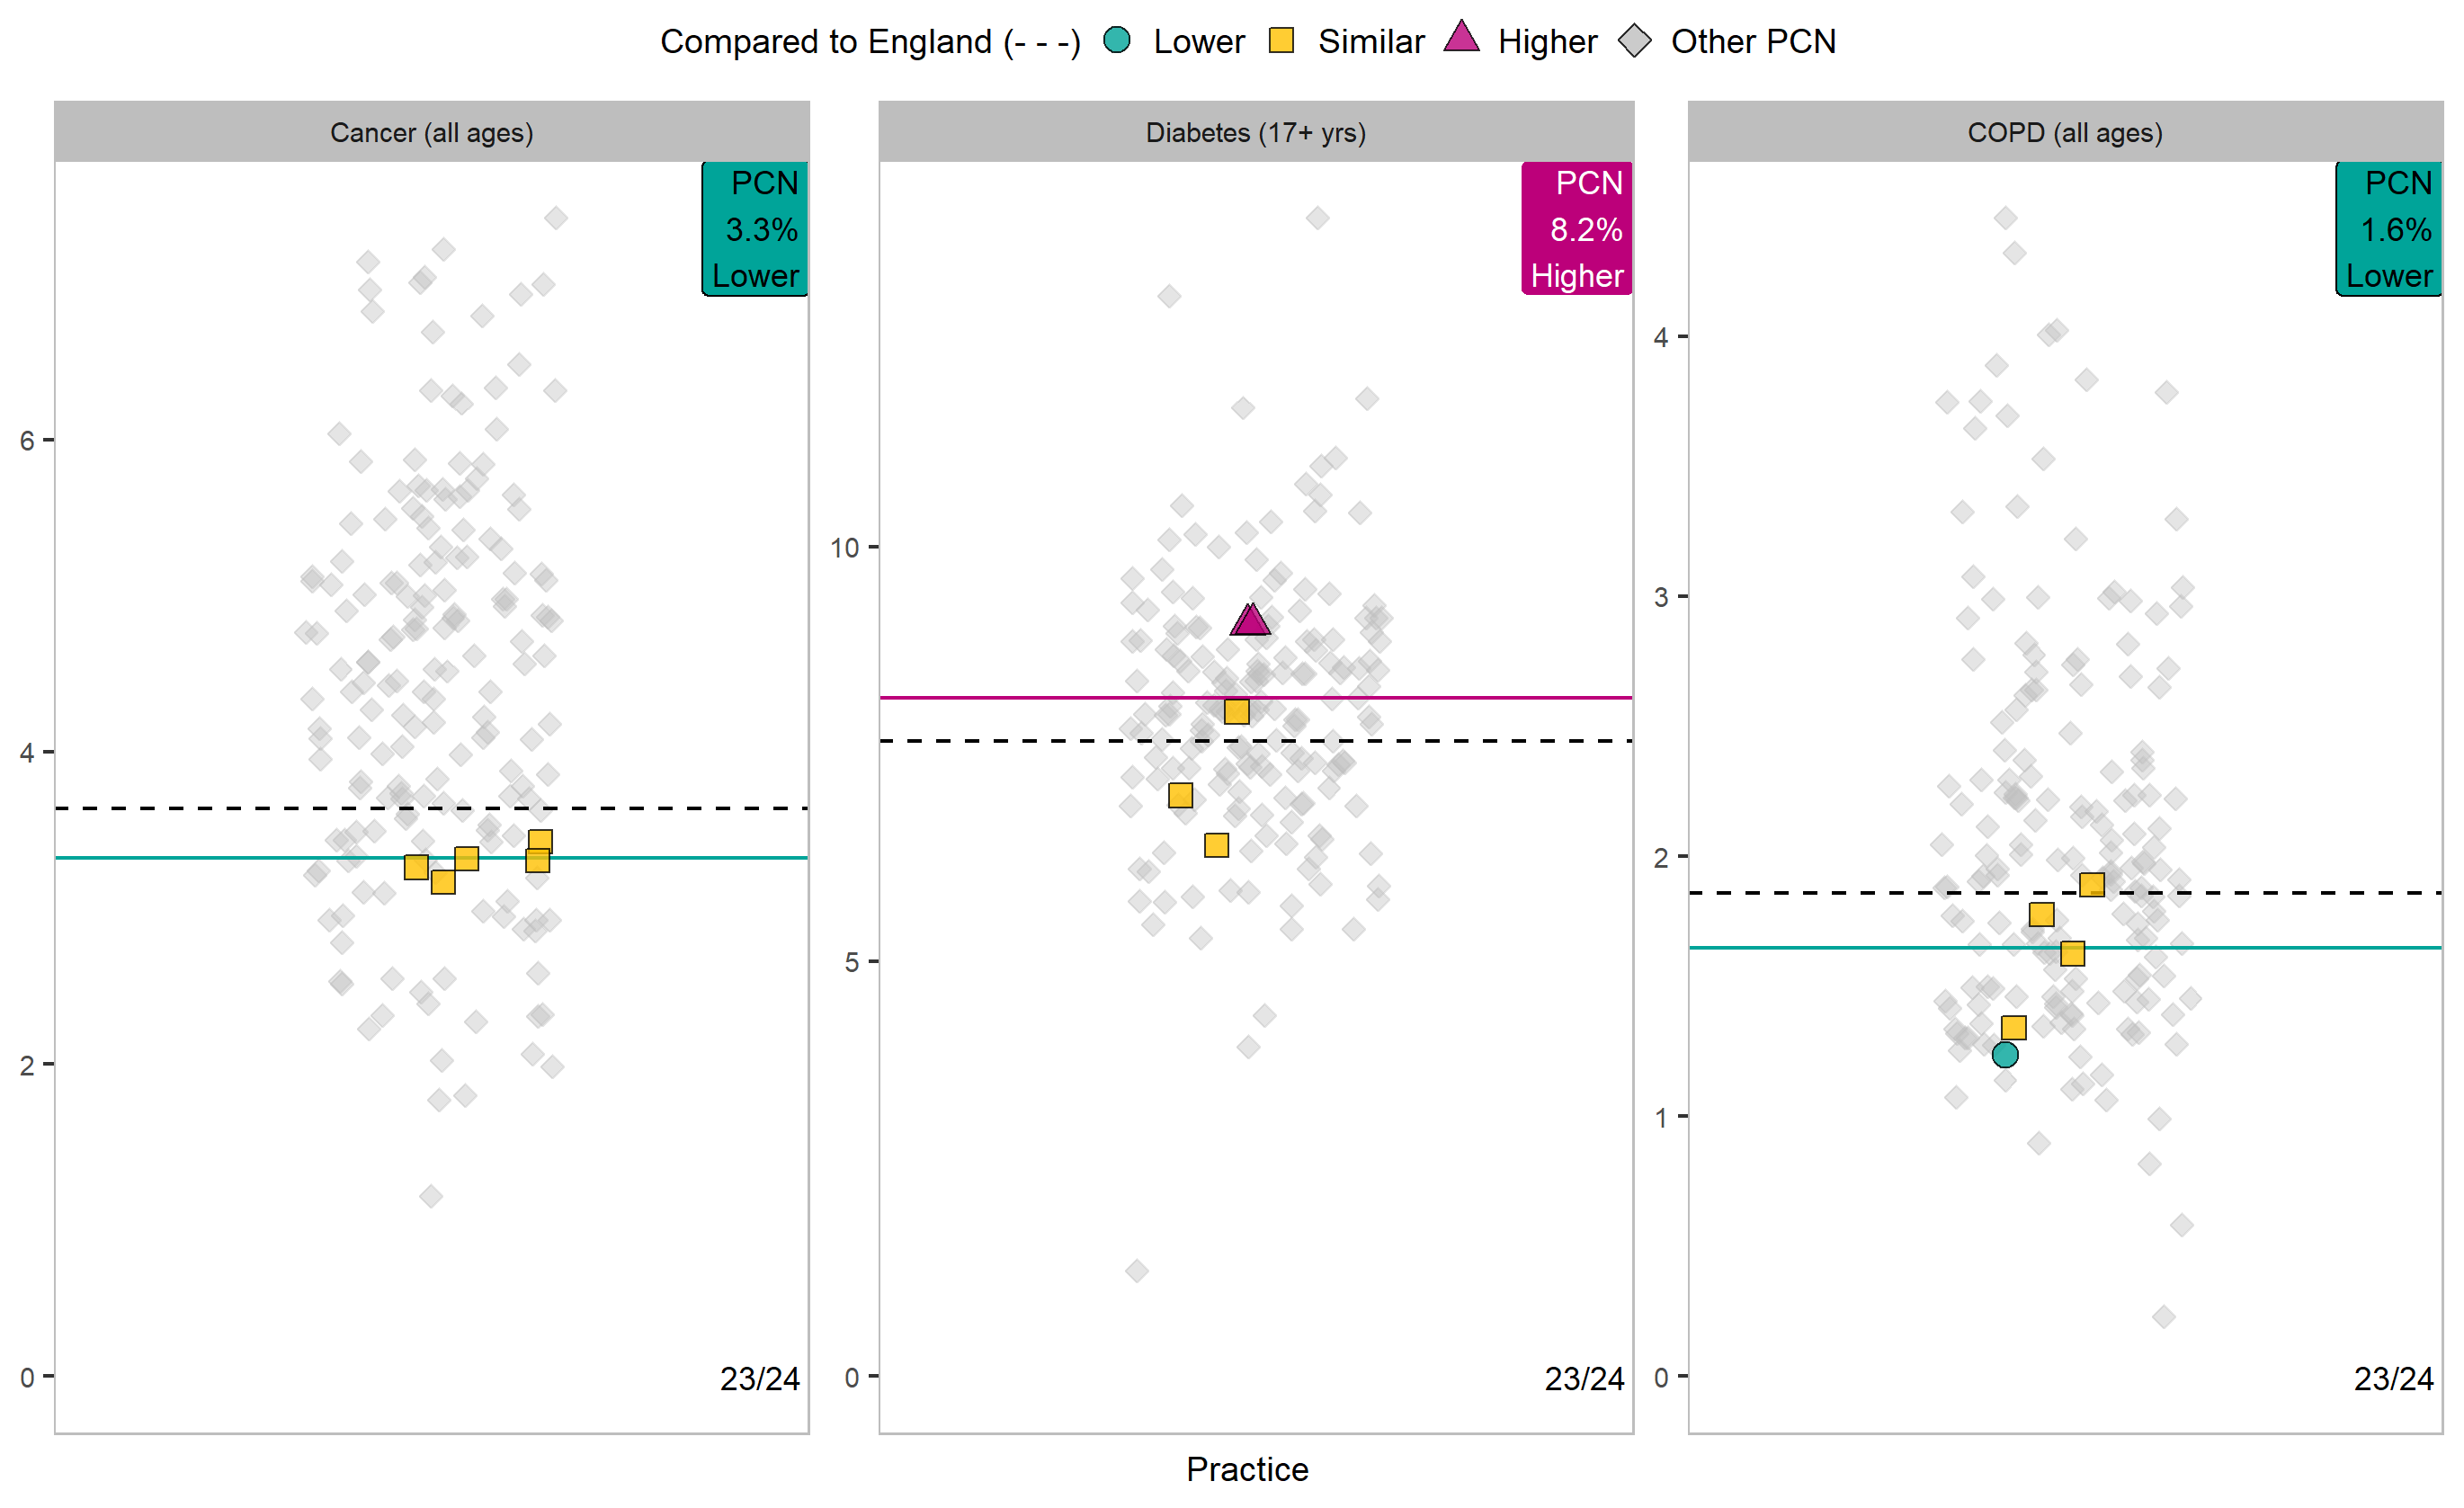 Compared to England (- - -) Lower Similar Higher Other PCN
Cancer (all ages)
PCN
3.3%
Lower
6
4
2
0
23/24
Diabetes (17+ yrs)
PCN
8.2%
Higher
10
5
0
23/24
COPD (all ages)
PCN
1.6%
Lower
4
3
2
1
0
23/24
Practice